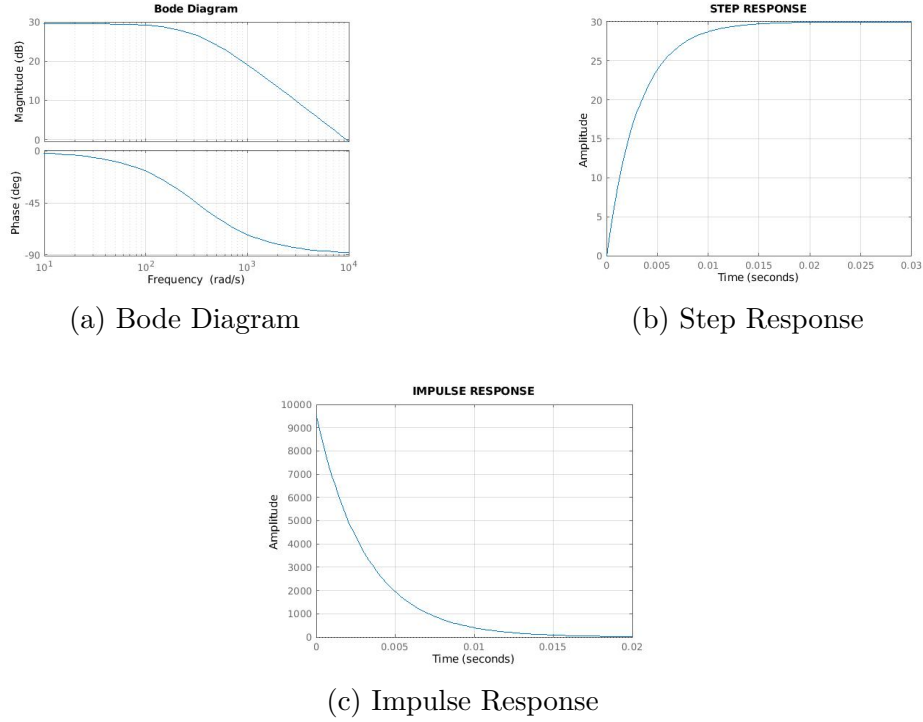 Bode Diagram
Magnitude (dB)
30
20
10
0
Phase (deg)
0
-45
-90
10^1
10^2
10^3
10^4
Frequency (rad/s)
(a) Bode Diagram
STEP RESPONSE
Amplitude
30
25
20
15
10
5
0
0 0.005 0.01 0.015 0.02 0.025 0.03
Time (seconds)
(b) Step Response
IMPULSE RESPONSE
Amplitude
10000
9000
8000
7000
6000
5000
4000
3000
2000
1000
0
0 0.005 0.01 0.015 0.02
Time (seconds)
(c) Impulse Response